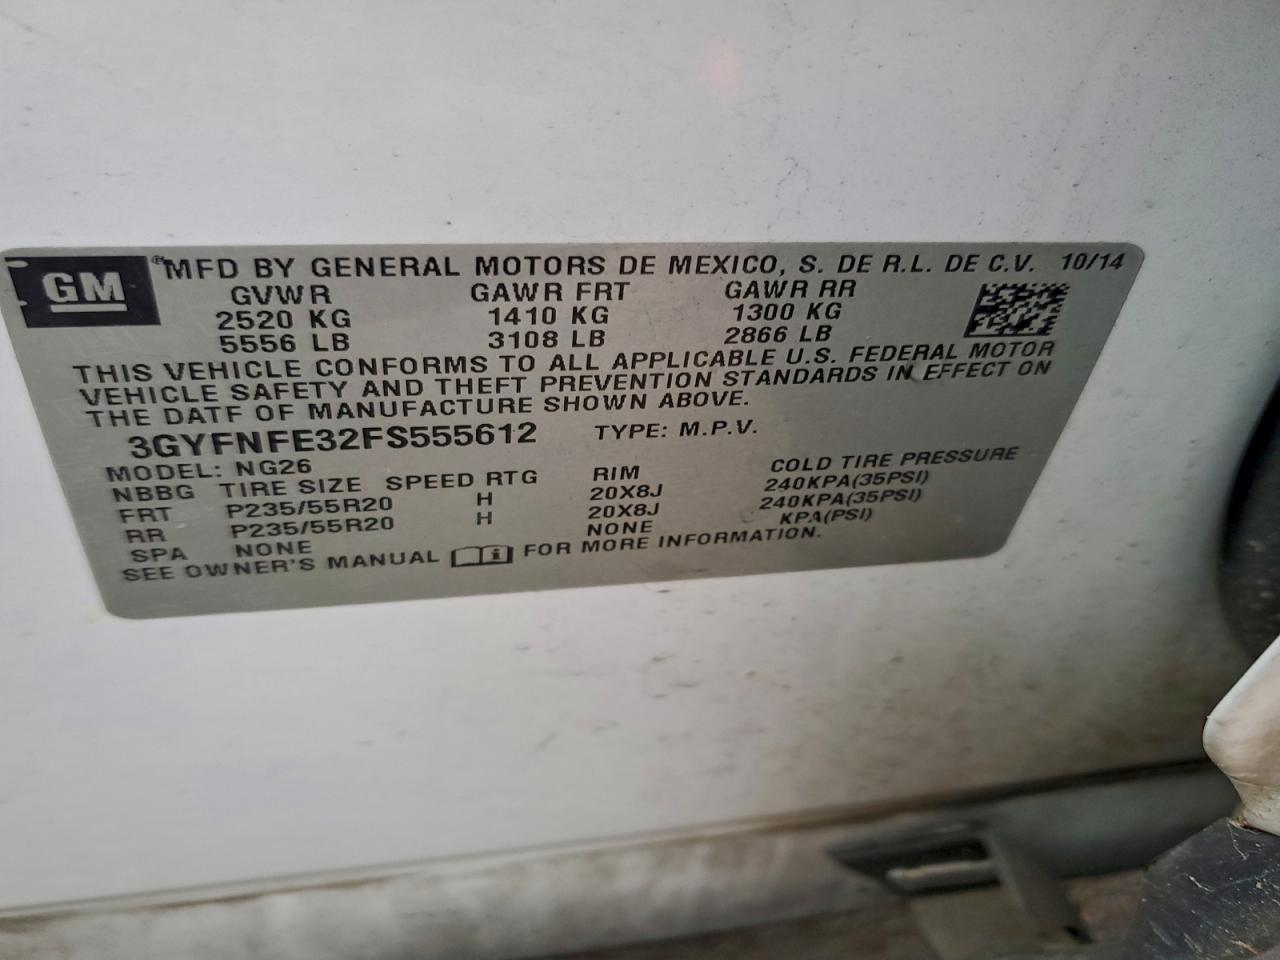 GM ®MFD BY GENERAL MOTORS DE MEXICO, S. DE R.L. DE C.V. 10/14
GVWR GAWR FRT GAWR RR
2520 KG 1410 KG 1300 KG
5556 LB 3108 LB 2866 LB
THIS VEHICLE CONFORMS TO ALL APPLICABLE U.S. FEDERAL MOTOR
VEHICLE SAFETY AND THEFT PREVENTION STANDARDS IN EFFECT ON
THE DATE OF MANUFACTURE SHOWN ABOVE.
3GYFNFE32FS555612 TYPE: M.P.V.
MODEL: NG26
NBBG TIRE SIZE SPEED RTG RIM COLD TIRE PRESSURE
FRT P235/55R20 H 20X8J 240KPA(35PSI)
RR P235/55R20 H 20X8J 240KPA(35PSI)
SPA NONE NONE KPA(PSI)
SEE OWNER'S MANUAL FOR MORE INFORMATION.